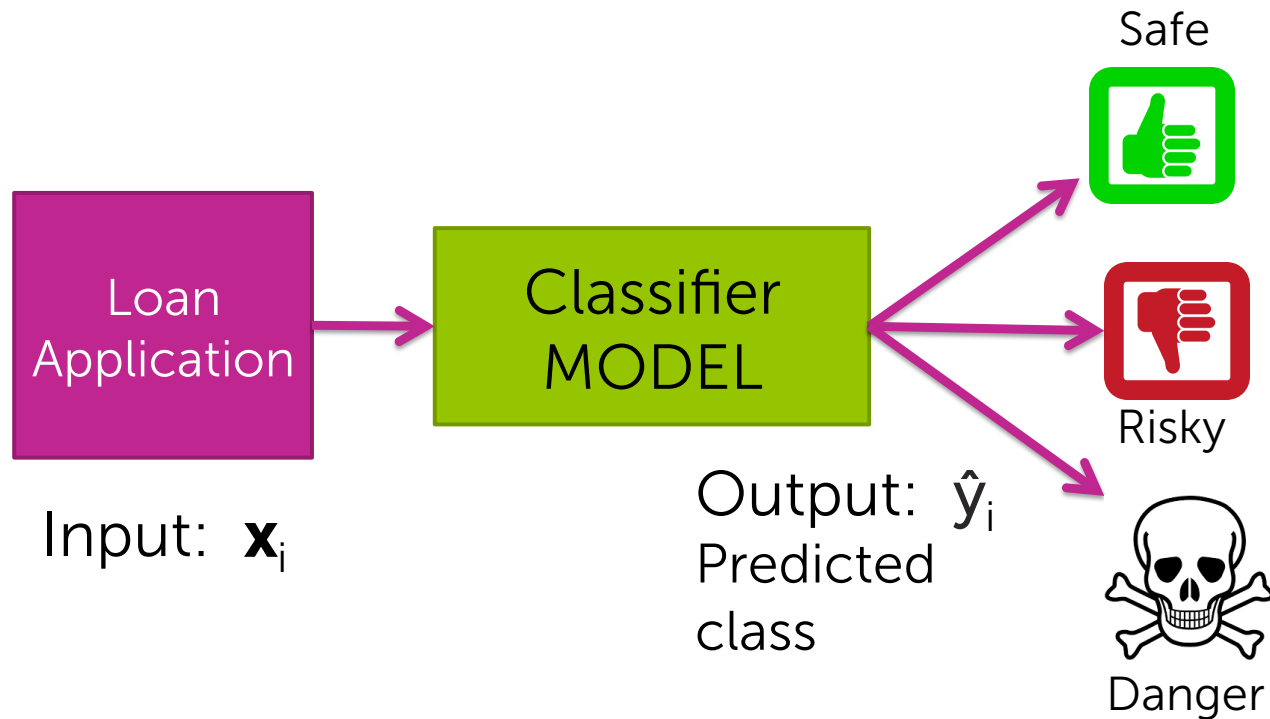 Safe
Loan
Application
Classifier
MODEL
Risky
Input: xᵢ
Output: ŷᵢ
Predicted
class
Danger